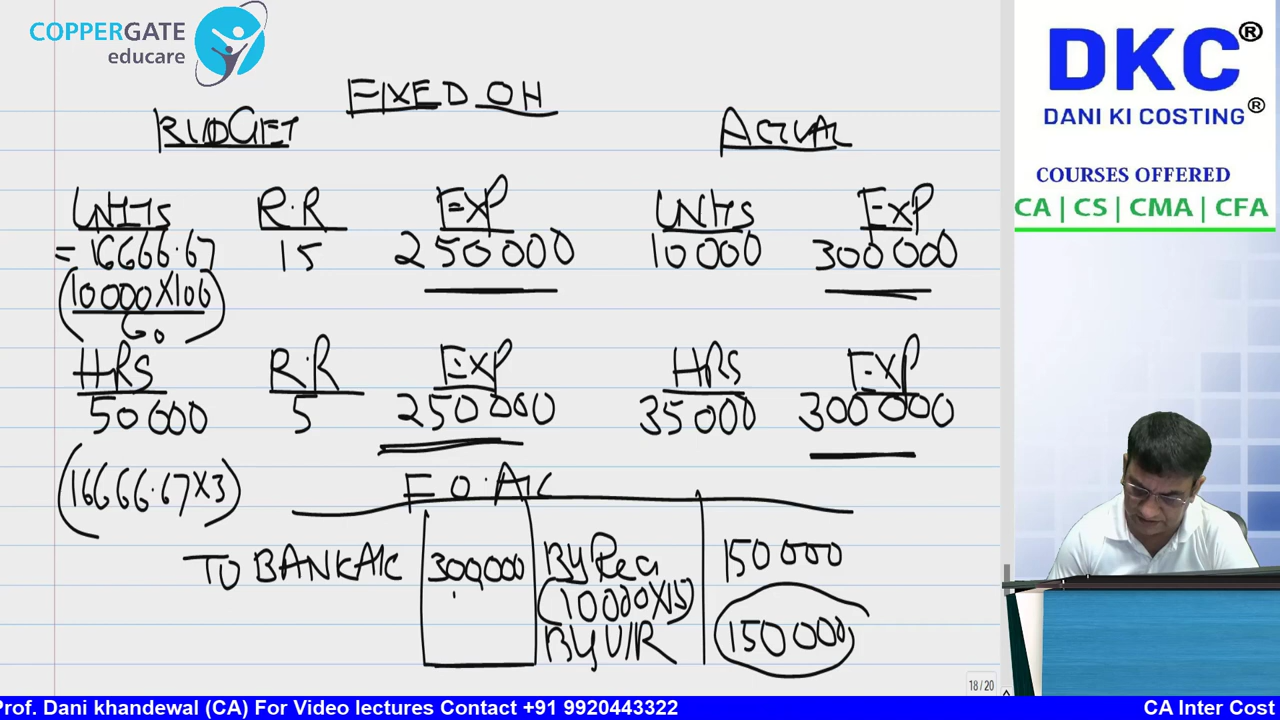 COPPERGATE
educare
DKC®
DANI KI COSTING®
COURSES OFFERED
CA | CS | CMA | CFA
FIXED OH
BUDGET
ACTUAL
UNITS R.R EXP UNITS EXP
= 16666.67 15 250000 10000 300000
(10000X100
60)
HRS R.R EXP HRS EXP
50000 5 250000 35000 300000
(16666.67X3)
F.O. A/C
TO BANK A/C 300,000 By Rec 150000
(10000X15)
By U/R 150000
18 / 20
Prof. Dani khandewal (CA) For Video lectures Contact +91 9920443322
CA Inter Cost